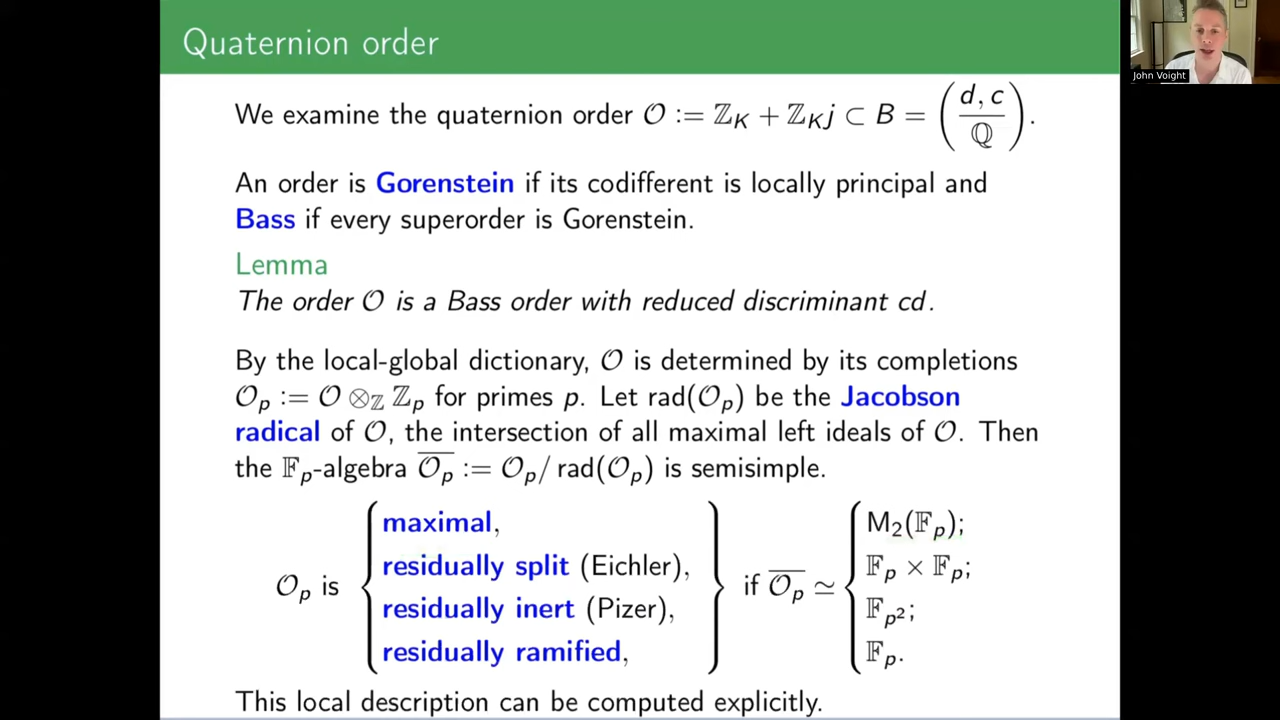 Quaternion order
John Voight
We examine the quaternion order 𝒪 := ℤ_K + ℤ_K j ⊂ B = (d, c / ℚ).
An order is Gorenstein if its codifferent is locally principal and
Bass if every superorder is Gorenstein.
Lemma
The order 𝒪 is a Bass order with reduced discriminant cd.
By the local-global dictionary, 𝒪 is determined by its completions
𝒪_p := 𝒪 ⊗_ℤ ℤ_p for primes p. Let rad(𝒪_p) be the Jacobson
radical of 𝒪, the intersection of all maximal left ideals of 𝒪. Then
the 𝔽_p-algebra \overline{𝒪_p} := 𝒪_p/ rad(𝒪_p) is semisimple.
𝒪_p is { maximal, residually split (Eichler), residually inert (Pizer), residually ramified, } if \overline{𝒪_p} ≃ { M_2(𝔽_p); 𝔽_p × 𝔽_p; 𝔽_{p^2}; 𝔽_p.
This local description can be computed explicitly.